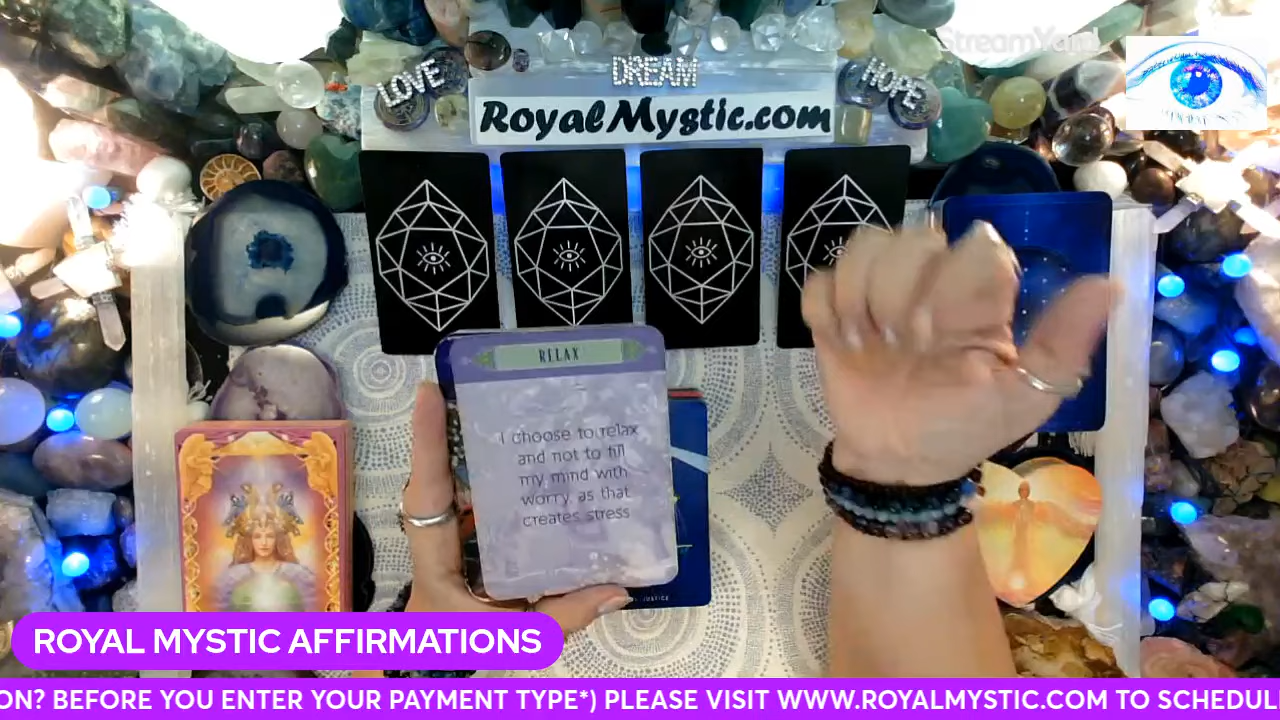 StreamYard
LOVE
DREAM
HOPE
RoyalMystic.com
RELAX
I choose to relax
and not to fill
my mind with
worry as that
creates stress
JUSTICE
ROYAL MYSTIC AFFIRMATIONS
ON? BEFORE YOU ENTER YOUR PAYMENT TYPE*) PLEASE VISIT WWW.ROYALMYSTIC.COM TO SCHEDUL